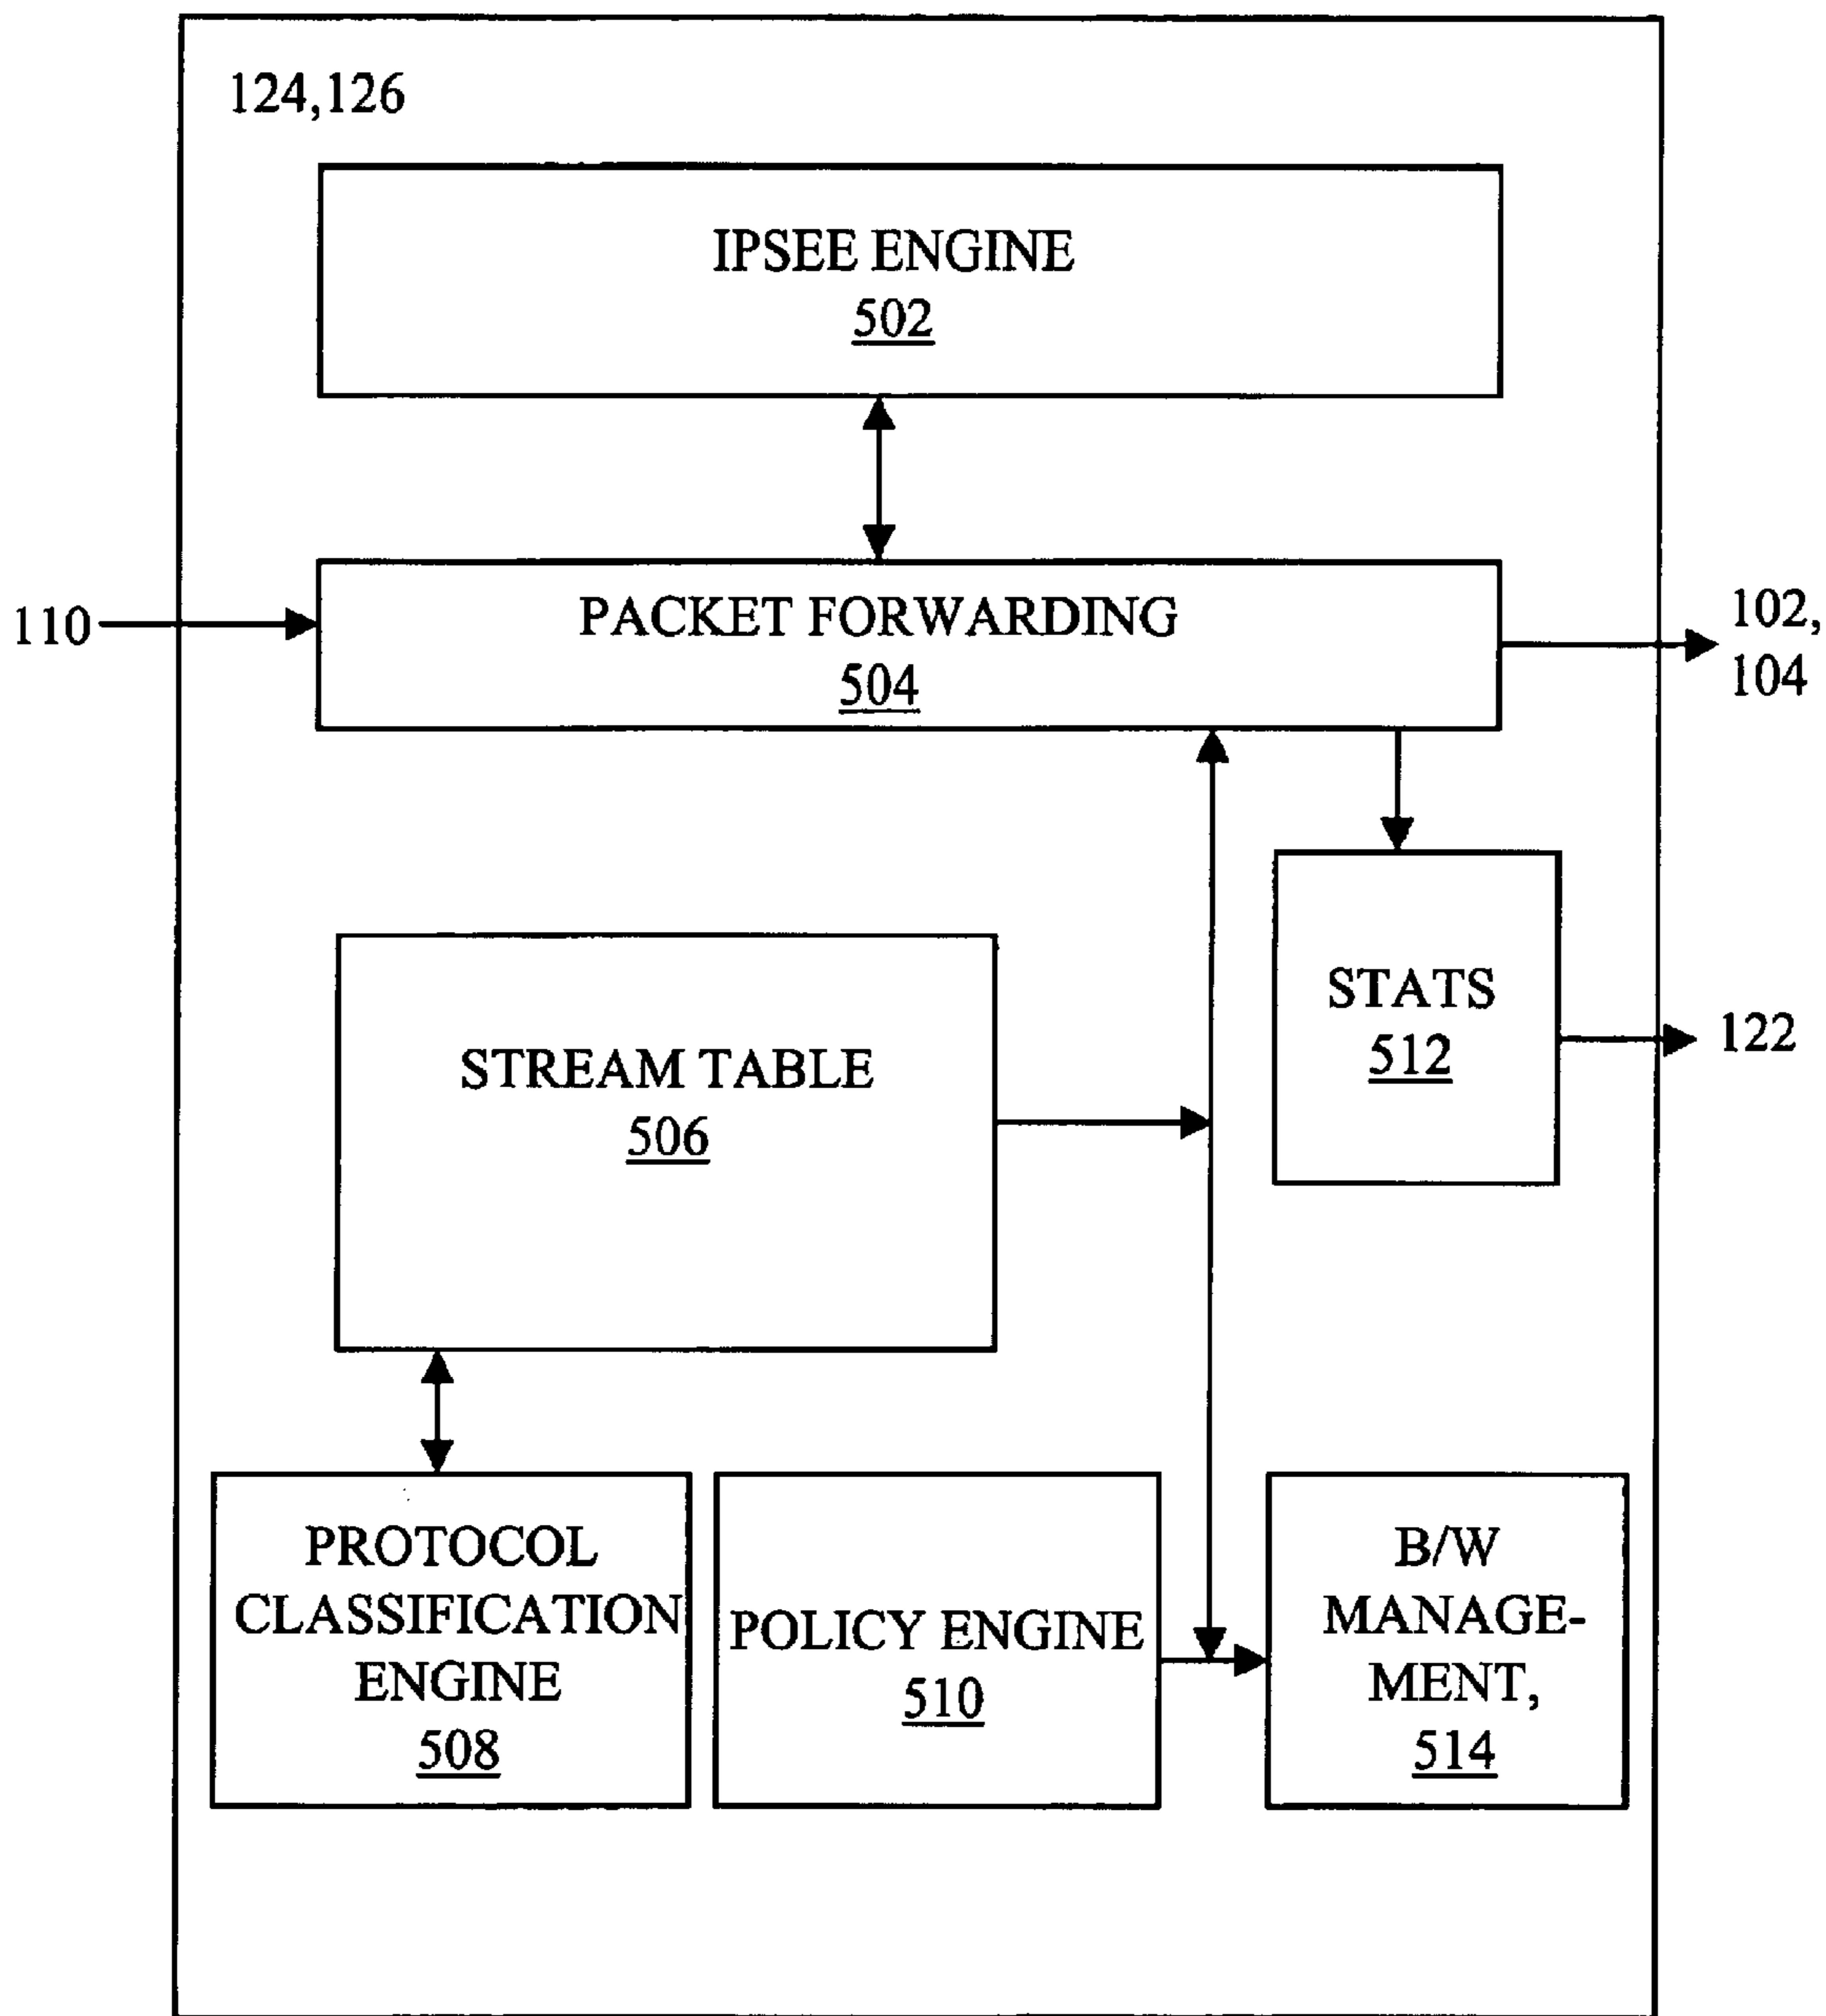 124,126
IPSEE ENGINE
502
110
PACKET FORWARDING
504
102,
104
STATS
512
122
STREAM TABLE
506
PROTOCOL
CLASSIFICATION
ENGINE
508
POLICY ENGINE
510
B/W
MANAGE-
MENT,
514